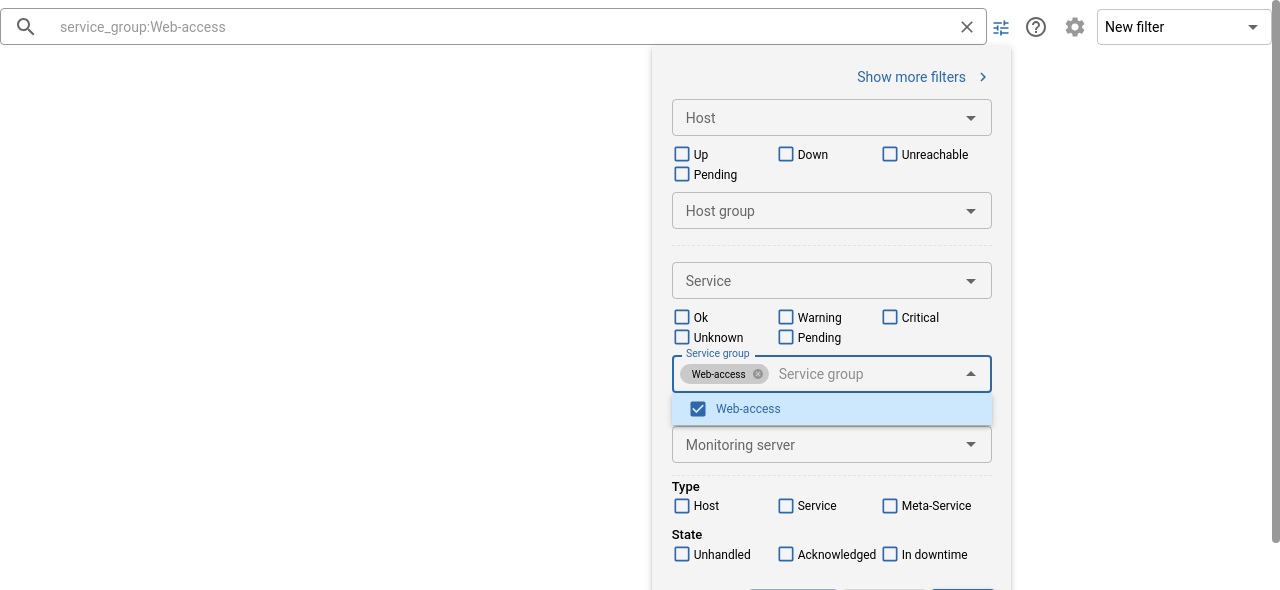 service_group:Web-access
New filter
Show more filters
Host
Up Down Unreachable
Pending
Host group
Service
Ok Warning Critical
Unknown Pending
Service group
Web-access Service group
Web-access
Monitoring server
Type
Host Service Meta-Service
State
Unhandled Acknowledged In downtime